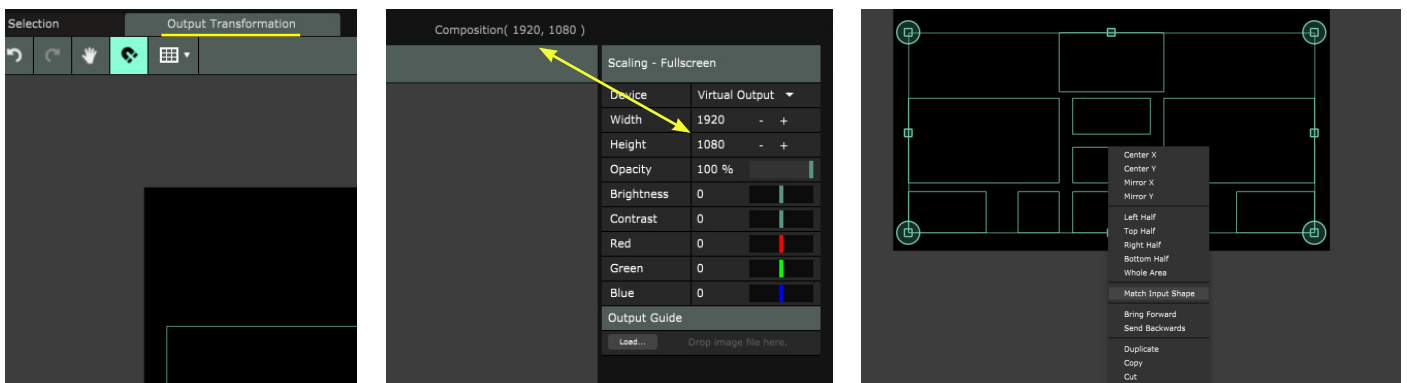 Selection
Output Transformation
Composition( 1920, 1080 )
Scaling - Fullscreen
Device Virtual Output
Width 1920 - +
Height 1080 - +
Opacity 100 %
Brightness 0
Contrast 0
Red 0
Green 0
Blue 0
Output Guide
Load... Drop image file here.
Center X
Center Y
Mirror X
Mirror Y
Left Half
Top Half
Right Half
Bottom Half
Whole Area
Match Input Shape
Bring Forward
Send Backwards
Duplicate
Copy
Cut